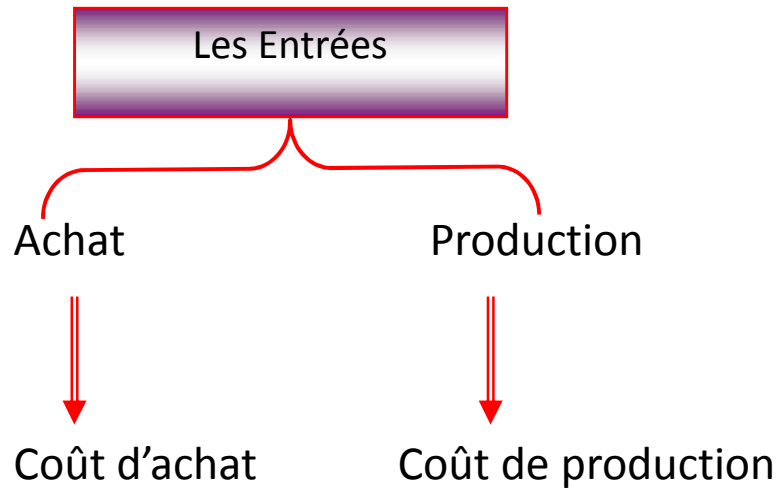 Les Entrées
Achat
Production
Coût d’achat
Coût de production